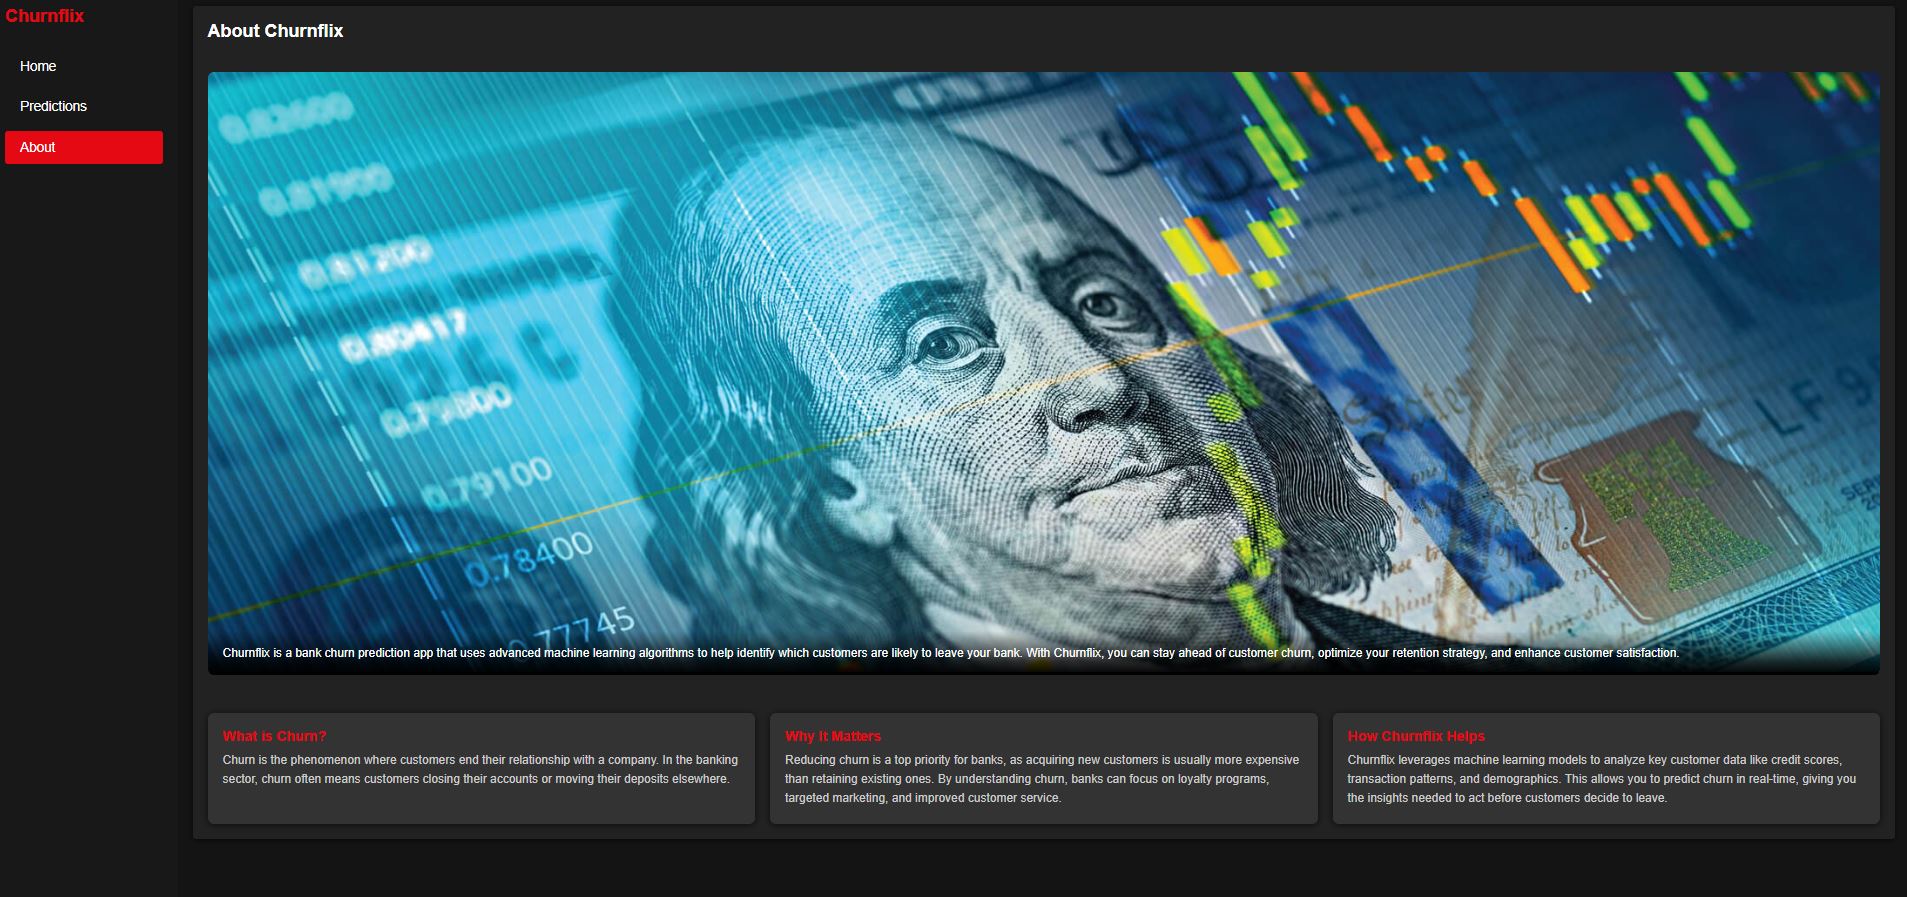 Churnflix
Home
Predictions
About
About Churnflix
0.82600
0.81900
0.81200
0.80417
0.79800
0.79100
0.78400
0.77745
LF 9
Churnflix is a bank churn prediction app that uses advanced machine learning algorithms to help identify which customers are likely to leave your bank. With Churnflix, you can stay ahead of customer churn, optimize your retention strategy, and enhance customer satisfaction.
What is Churn?
Churn is the phenomenon where customers end their relationship with a company. In the banking
sector, churn often means customers closing their accounts or moving their deposits elsewhere.
Why It Matters
Reducing churn is a top priority for banks, as acquiring new customers is usually more expensive
than retaining existing ones. By understanding churn, banks can focus on loyalty programs,
targeted marketing, and improved customer service.
How Churnflix Helps
Churnflix leverages machine learning models to analyze key customer data like credit scores,
transaction patterns, and demographics. This allows you to predict churn in real-time, giving you
the insights needed to act before customers decide to leave.